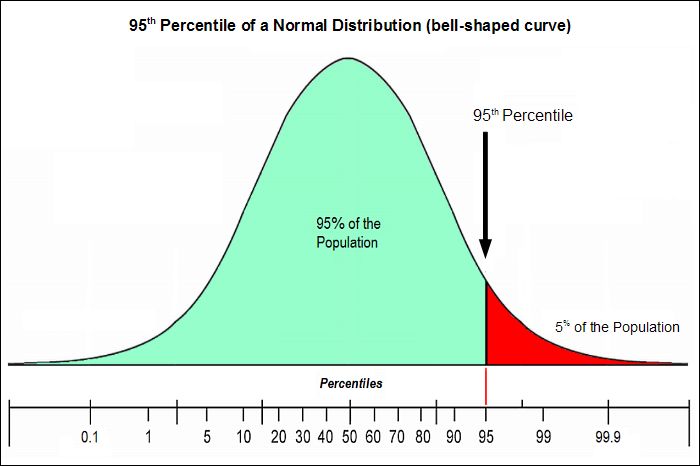 95th Percentile of a Normal Distribution (bell-shaped curve)
95th Percentile
95% of the
Population
5% of the Population
Percentiles
0.1 1 5 10 20 30 40 50 60 70 80 90 95 99 99.9